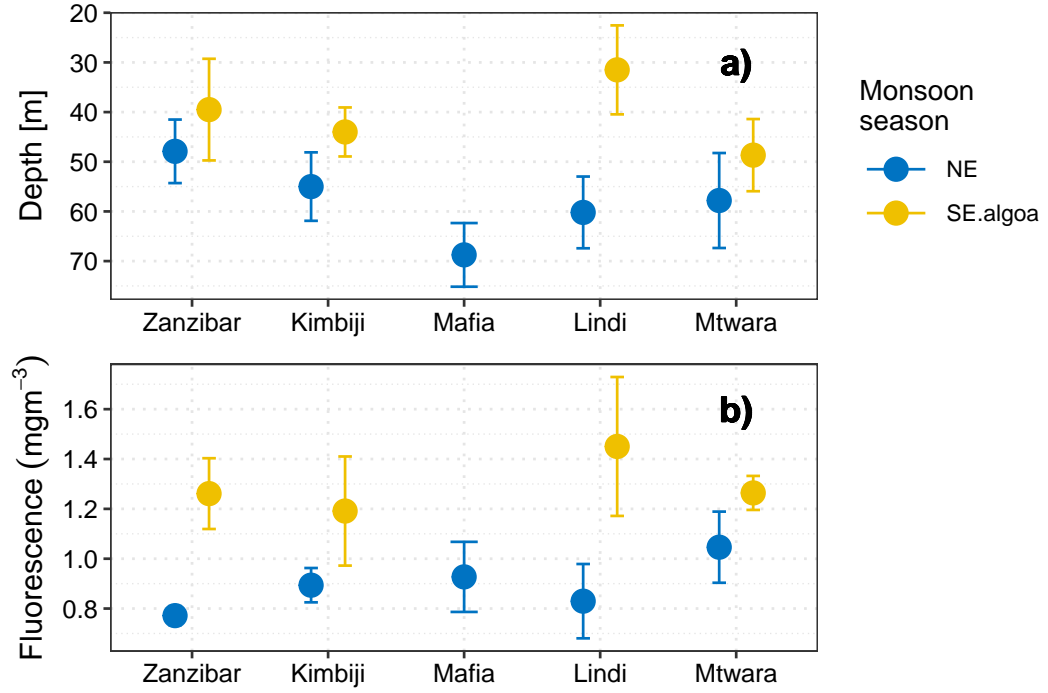 20
30
40
50
60
70
Depth [m]
a)
Zanzibar Kimbiji Mafia Lindi Mtwara
Monsoon
season
NE
SE.algoa
1.6
1.4
1.2
1.0
0.8
Fluorescence (mgm⁻³)
b)
Zanzibar Kimbiji Mafia Lindi Mtwara